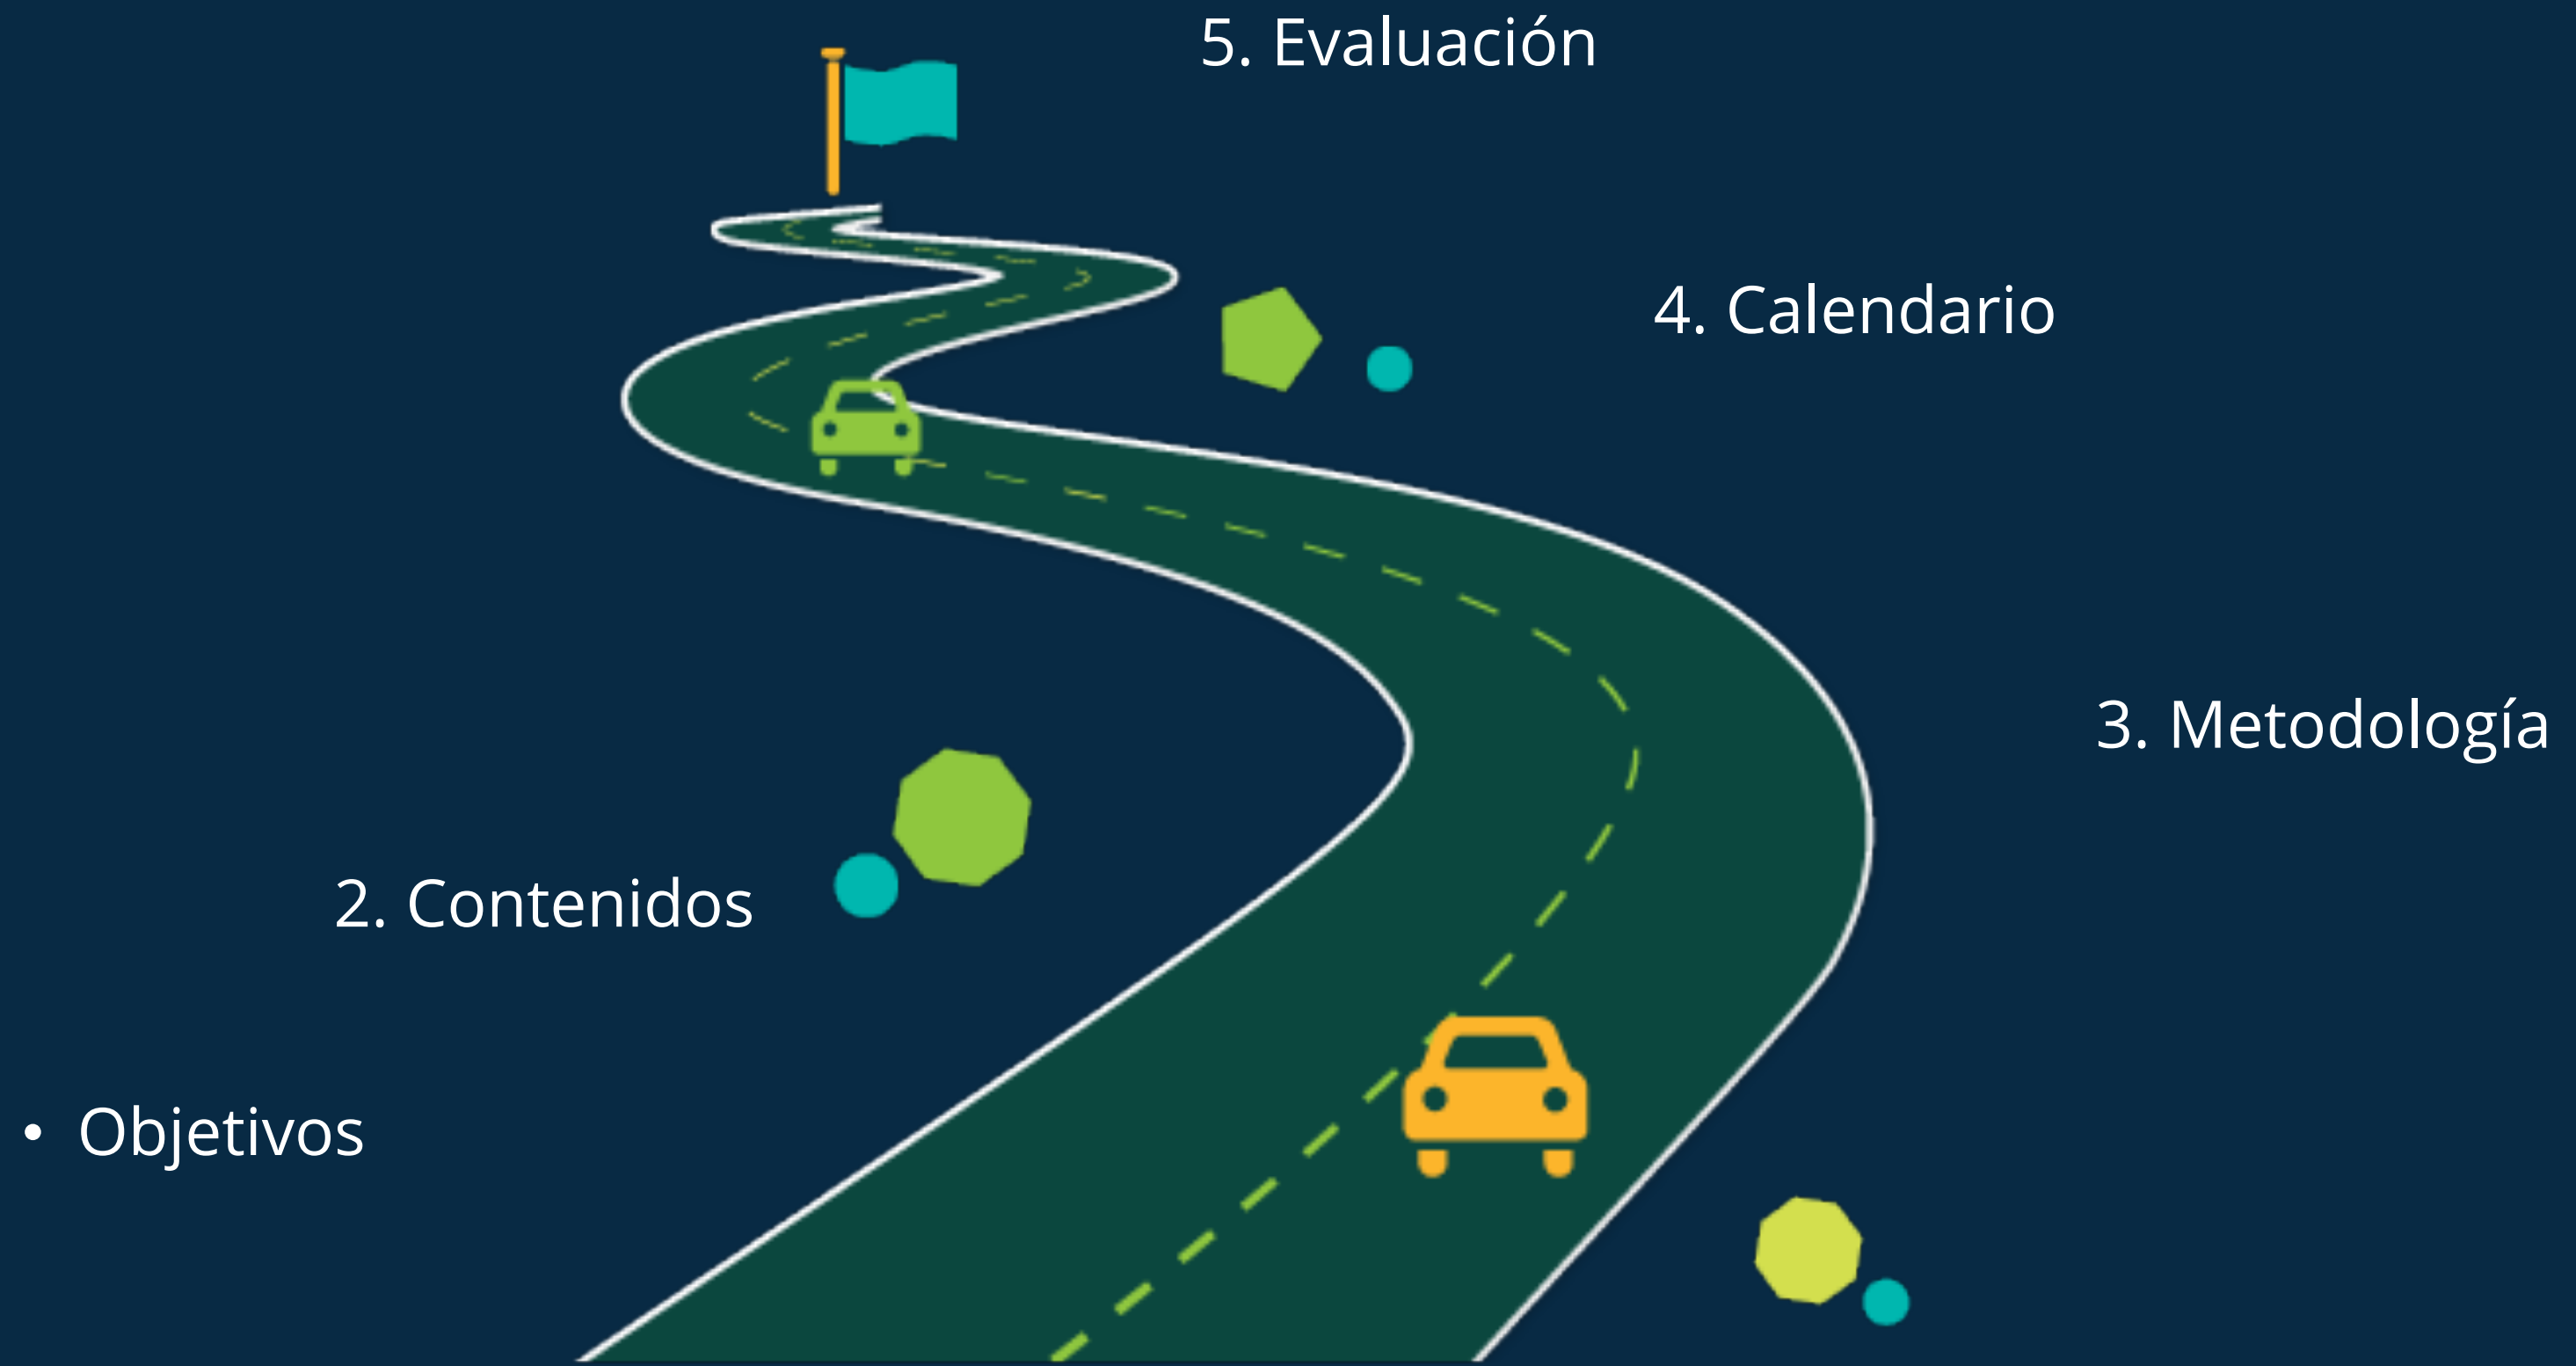 5. Evaluación
4. Calendario
3. Metodología
2. Contenidos
• Objetivos